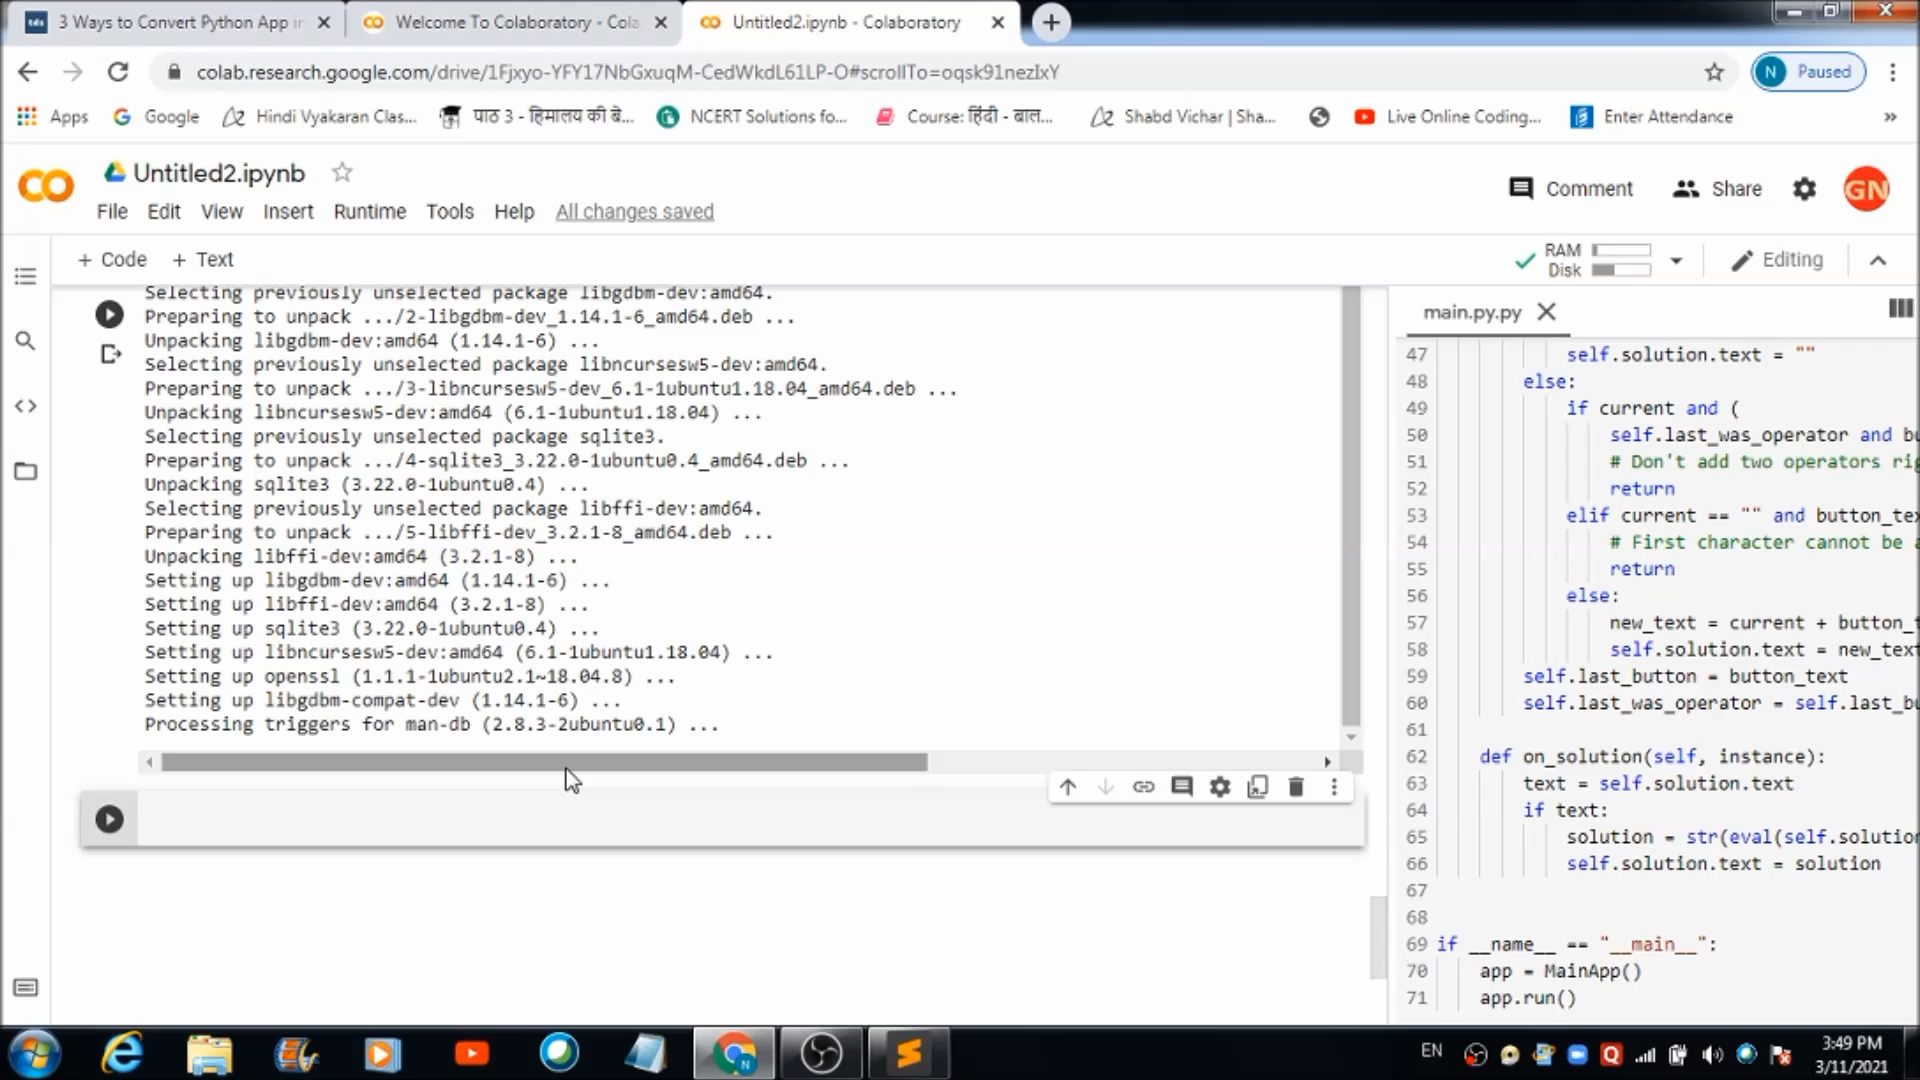 3 Ways to Convert Python App in
Welcome To Colaboratory - Cola
Untitled2.ipynb - Colaboratory
colab.research.google.com/drive/1Fjxyo-YFY17NbGxuqM-CedWkdL61LP-O#scrollTo=oqsk91nezIxY
N Paused
Apps
Google
Hindi Vyakaran Clas...
पाठ 3 - हिमालय की बे...
NCERT Solutions fo...
Course: हिंदी - बाल...
Shabd Vichar | Sha...
Live Online Coding...
Enter Attendance
»
Untitled2.ipynb
Comment
Share
GN
File Edit View Insert Runtime Tools Help All changes saved
+ Code + Text
RAM
Disk
Editing
Selecting previously unselected package libgdbm-dev:amd64.
Preparing to unpack .../2-libgdbm-dev_1.14.1-6_amd64.deb ...
Unpacking libgdbm-dev:amd64 (1.14.1-6) ...
Selecting previously unselected package libncursesw5-dev:amd64.
Preparing to unpack .../3-libncursesw5-dev_6.1-1ubuntu1.18.04_amd64.deb ...
Unpacking libncursesw5-dev:amd64 (6.1-1ubuntu1.18.04) ...
Selecting previously unselected package sqlite3.
Preparing to unpack .../4-sqlite3_3.22.0-1ubuntu0.4_amd64.deb ...
Unpacking sqlite3 (3.22.0-1ubuntu0.4) ...
Selecting previously unselected package libffi-dev:amd64.
Preparing to unpack .../5-libffi-dev_3.2.1-8_amd64.deb ...
Unpacking libffi-dev:amd64 (3.2.1-8) ...
Setting up libgdbm-dev:amd64 (1.14.1-6) ...
Setting up libffi-dev:amd64 (3.2.1-8) ...
Setting up sqlite3 (3.22.0-1ubuntu0.4) ...
Setting up libncursesw5-dev:amd64 (6.1-1ubuntu1.18.04) ...
Setting up openssl (1.1.1-1ubuntu2.1~18.04.8) ...
Setting up libgdbm-compat-dev (1.14.1-6) ...
Processing triggers for man-db (2.8.3-2ubuntu0.1) ...
main.py.py
47 self.solution.text = ""
48 else:
49 if current and (
50 self.last_was_operator and bu
51 # Don't add two operators rig
52 return
53 elif current == "" and button_tex
54 # First character cannot be a
55 return
56 else:
57 new_text = current + button_t
58 self.solution.text = new_text
59 self.last_button = button_text
60 self.last_was_operator = self.last_bu
61
62 def on_solution(self, instance):
63 text = self.solution.text
64 if text:
65 solution = str(eval(self.solution
66 self.solution.text = solution
67
68
69 if __name__ == "__main__":
70 app = MainApp()
71 app.run()
EN
3:49 PM
3/11/2021